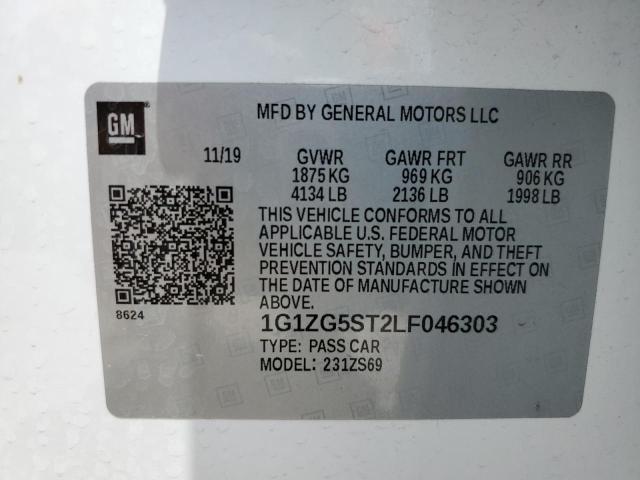 GM
MFD BY GENERAL MOTORS LLC
11/19 GVWR GAWR FRT GAWR RR
1875 KG 969 KG 906 KG
4134 LB 2136 LB 1998 LB
THIS VEHICLE CONFORMS TO ALL
APPLICABLE U.S. FEDERAL MOTOR
VEHICLE SAFETY, BUMPER, AND THEFT
PREVENTION STANDARDS IN EFFECT ON
THE DATE OF MANUFACTURE SHOWN
ABOVE.
8624
1G1ZG5ST2LF046303
TYPE: PASS CAR
MODEL: 231ZS69